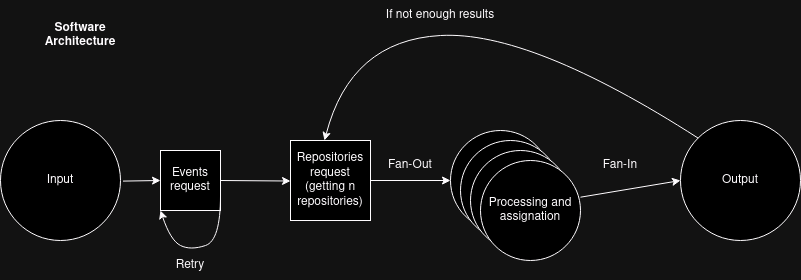 If not enough results
Software
Architecture
Input
Events
request
Retry
Repositories
request
(getting n
repositories)
Fan-Out
Processing and
assignation
Fan-In
Output